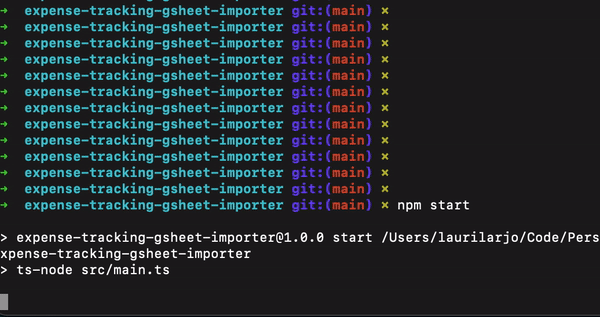 ➜ expense-tracking-gsheet-importer git:(main) ×
➜ expense-tracking-gsheet-importer git:(main) ×
➜ expense-tracking-gsheet-importer git:(main) ×
➜ expense-tracking-gsheet-importer git:(main) ×
➜ expense-tracking-gsheet-importer git:(main) ×
➜ expense-tracking-gsheet-importer git:(main) ×
➜ expense-tracking-gsheet-importer git:(main) ×
➜ expense-tracking-gsheet-importer git:(main) ×
➜ expense-tracking-gsheet-importer git:(main) ×
➜ expense-tracking-gsheet-importer git:(main) ×
➜ expense-tracking-gsheet-importer git:(main) ×
➜ expense-tracking-gsheet-importer git:(main) ×
➜ expense-tracking-gsheet-importer git:(main) × npm start
> expense-tracking-gsheet-importer@1.0.0 start /Users/laurilarjo/Code/Pers
xpense-tracking-gsheet-importer
> ts-node src/main.ts